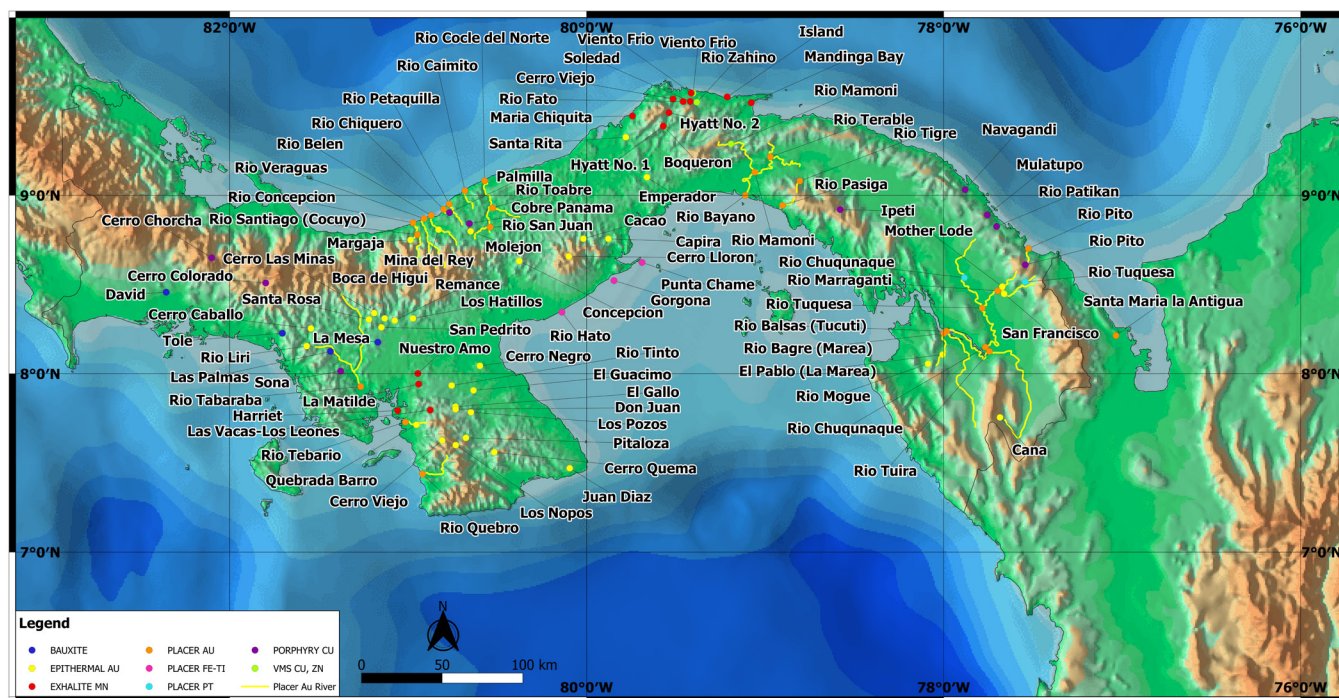 82°0'W
80°0'W
78°0'W
76°0'W
Rio Cocle del Norte
Viento Frio
Viento Frio
Island
Soledad
Rio Zahino
Mandinga Bay
Rio Caimito
Cerro Viejo
Rio Mamoni
Rio Petaquilla
Rio Fato
Rio Terable
Rio Chiquero
Maria Chiquita
Hyatt No. 2
Rio Tigre
Navagandi
Rio Belen
Santa Rita
Boqueron
Mulatupo
Rio Veraguas
Hyatt No. 1
Palmilla
Rio Pasiga
Rio Patikan
9°0'N
9°0'N
Rio Concepcion
Rio Toabre
Emperador
Cerro Chorcha
Rio Santiago (Cocuyo)
Cobre Panama
Cacao
Rio Bayano
Ipeti
Rio Pito
Rio San Juan
Mother Lode
Margaja
Molejon
Capira
Rio Mamoni
Rio Pito
Cerro Las Minas
Mina del Rey
Cerro Lloron
Rio Chuqunaque
Cerro Colorado
Boca de Higui
Remance
Punta Chame
Rio Marraganti
Rio Tuquesa
David
Santa Rosa
Los Hatillos
Gorgona
Rio Tuquesa
Santa Maria la Antigua
Cerro Caballo
Concepcion
Tole
La Mesa
San Pedrito
Rio Hato
Rio Balsas (Tucuti)
San Francisco
Rio Liri
Nuestro Amo
Cerro Negro
Rio Tinto
Rio Bagre (Marea)
8°0'N
8°0'N
Las Palmas
Sona
El Guacimo
El Pablo (La Marea)
Rio Tabaraba
La Matilde
El Gallo
Rio Mogue
Harriet
Don Juan
Las Vacas-Los Leones
Los Pozos
Rio Chuqunaque
Rio Tebario
Pitaloza
Cana
Quebrada Barro
Cerro Quema
Rio Tuira
Cerro Viejo
Juan Diaz
Los Nopos
Rio Quebro
7°0'N
7°0'N
N
0 50 100 km
Legend
BAUXITE
PLACER AU
PORPHYRY CU
EPITHERMAL AU
PLACER FE-TI
VMS CU, ZN
EXHALITE MN
PLACER PT
Placer Au River
80°0'W
78°0'W
76°0'W